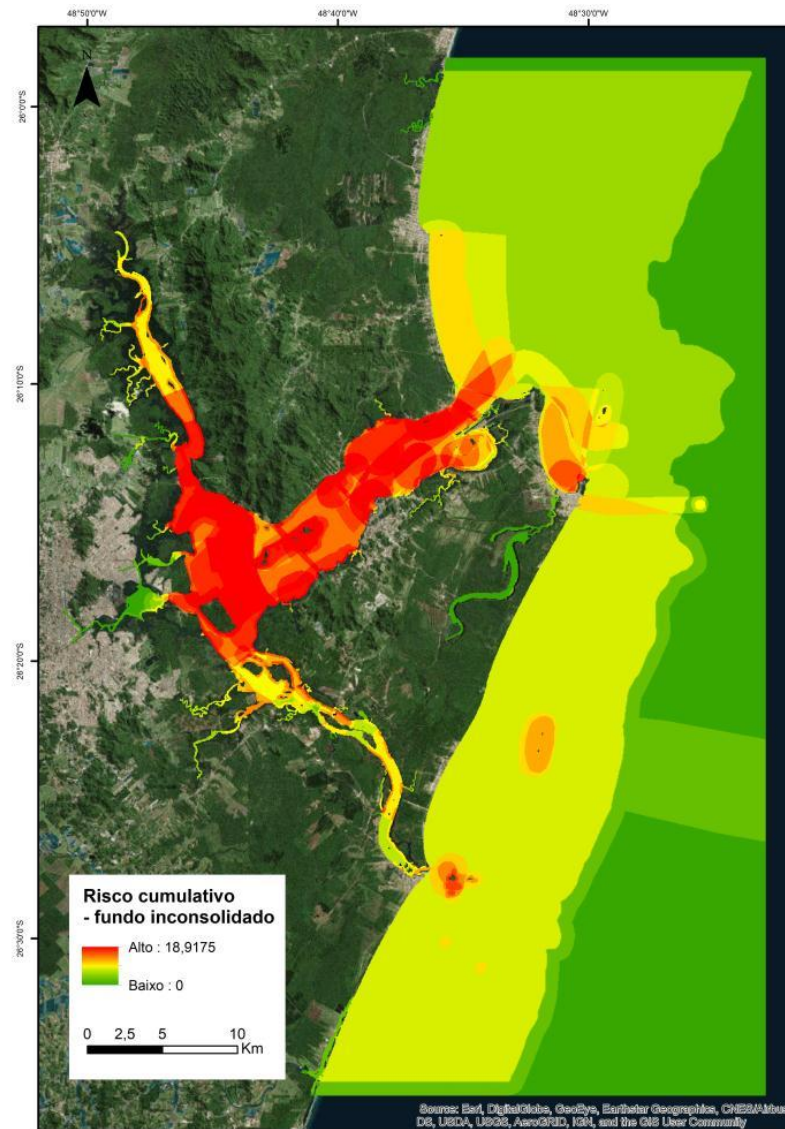 48°50'0"W 48°40'0"W 48°30'0"W
N
26°0'0"S
26°10'0"S
26°20'0"S
26°30'0"S
Risco cumulativo
- fundo inconsolidado
Alto : 18,9175
Baixo : 0
0 2,5 5 10
Km
Source: Esri, DigitalGlobe, GeoEye, Earthstar Geographics, CNES/Airbus
DS, USDA, USGS, AeroGRID, IGN, and the GIS User Community